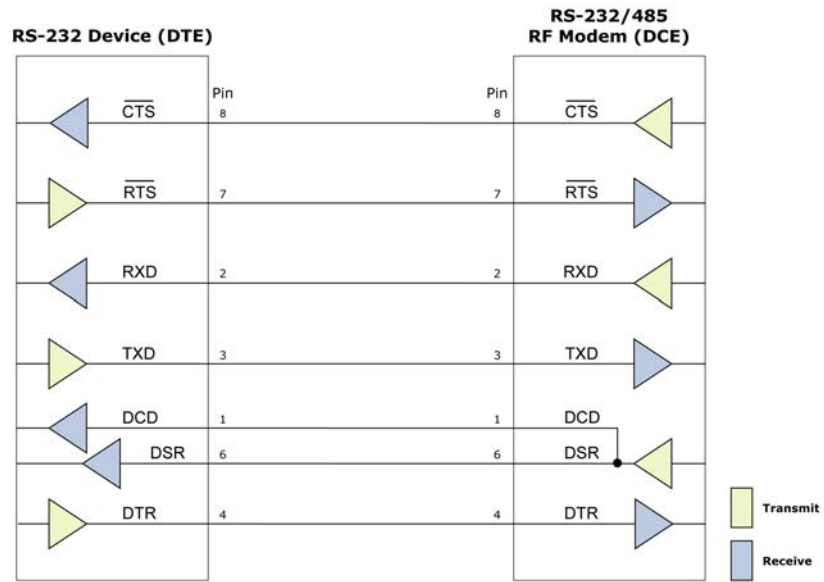 RS-232 Device (DTE)
RS-232/485
RF Modem (DCE)
Pin
Pin
CTS
8
8
CTS
RTS
7
7
RTS
RXD
2
2
RXD
TXD
3
3
TXD
DCD
1
1
DCD
DSR
6
6
DSR
DTR
4
4
DTR
Transmit
Receive